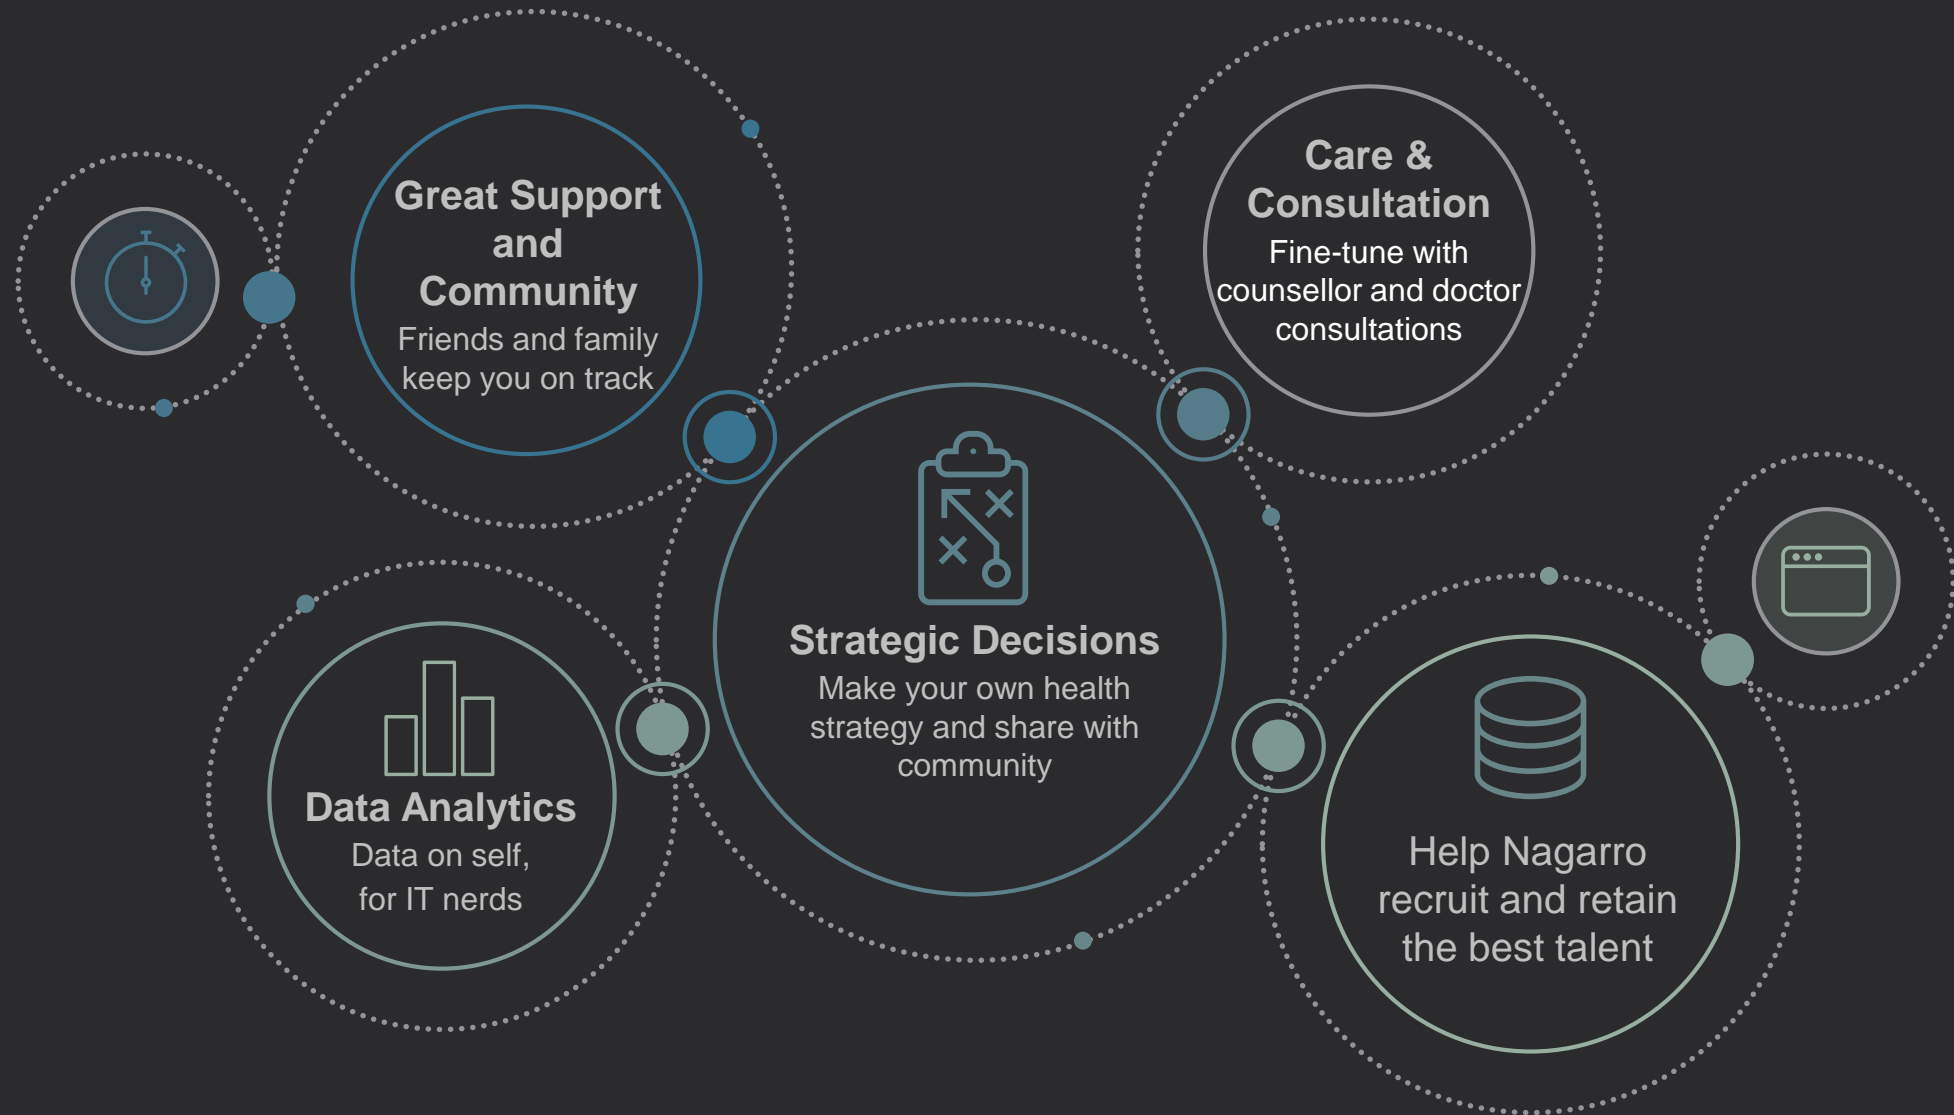 Great Support
and
Community
Friends and family
keep you on track
Care &
Consultation
Fine-tune with
counsellor and doctor
consultations
Strategic Decisions
Make your own health
strategy and share with
community
Data Analytics
Data on self,
for IT nerds
Help Nagarro
recruit and retain
the best talent